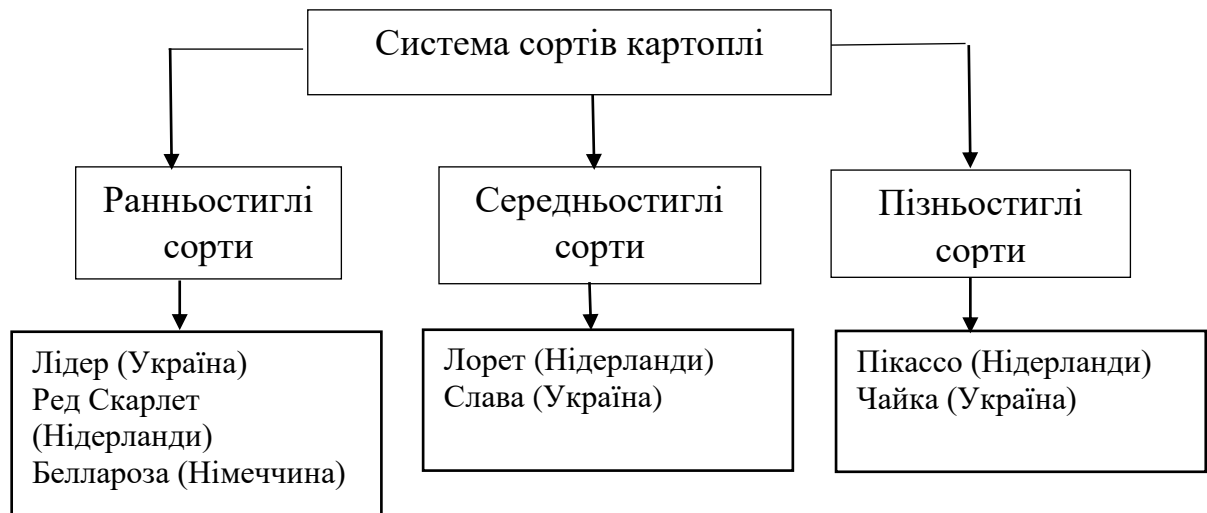 Система сортів картоплі
Ранньостиглі
сорти
Середньостиглі
сорти
Пізньостиглі
сорти
Лідер (Україна)
Ред Скарлет
(Нідерланди)
Беллароза (Німеччина)
Лорет (Нідерланди)
Слава (Україна)
Пікассо (Нідерланди)
Чайка (Україна)